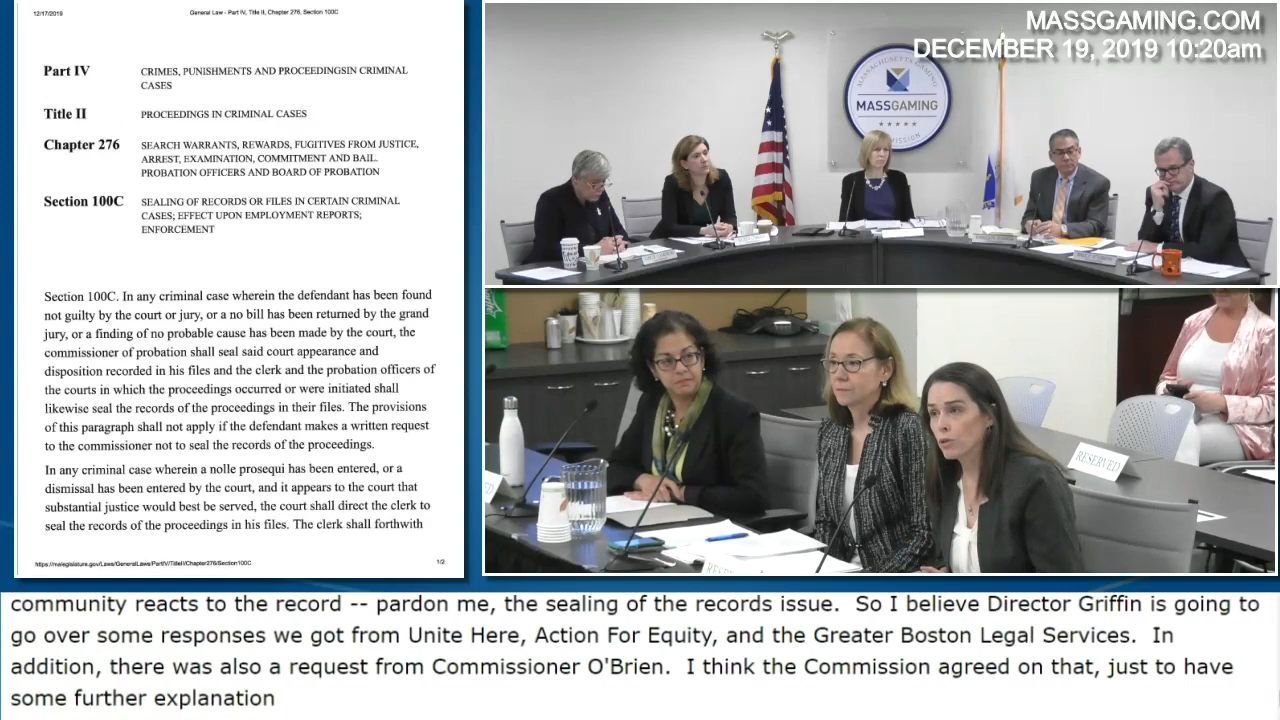 12/17/2019 General Law - Part IV, Title II, Chapter 276, Section 100C
Part IV CRIMES, PUNISHMENTS AND PROCEEDINGSIN CRIMINAL
CASES
Title II PROCEEDINGS IN CRIMINAL CASES
Chapter 276 SEARCH WARRANTS, REWARDS, FUGITIVES FROM JUSTICE,
ARREST, EXAMINATION, COMMITMENT AND BAIL.
PROBATION OFFICERS AND BOARD OF PROBATION
Section 100C SEALING OF RECORDS OR FILES IN CERTAIN CRIMINAL
CASES; EFFECT UPON EMPLOYMENT REPORTS;
ENFORCEMENT
Section 100C. In any criminal case wherein the defendant has been found
not guilty by the court or jury, or a no bill has been returned by the grand
jury, or a finding of no probable cause has been made by the court, the
commissioner of probation shall seal said court appearance and
disposition recorded in his files and the clerk and the probation officers of
the courts in which the proceedings occurred or were initiated shall
likewise seal the records of the proceedings in their files. The provisions
of this paragraph shall not apply if the defendant makes a written request
to the commissioner not to seal the records of the proceedings.
In any criminal case wherein a nolle prosequi has been entered, or a
dismissal has been entered by the court, and it appears to the court that
substantial justice would best be served, the court shall direct the clerk to
seal the records of the proceedings in his files. The clerk shall forthwith
https://malegislature.gov/Laws/GeneralLaws/PartIV/TitleII/Chapter276/Section100C 1/2
MASSGAMING.COM
DECEMBER 19, 2019 10:20am
MASSACHUSETTS GAMING
MASSGAMING
RESERVED
community reacts to the record -- pardon me, the sealing of the records issue. So I believe Director Griffin is going to
go over some responses we got from Unite Here, Action For Equity, and the Greater Boston Legal Services. In
addition, there was also a request from Commissioner O'Brien. I think the Commission agreed on that, just to have
some further explanation